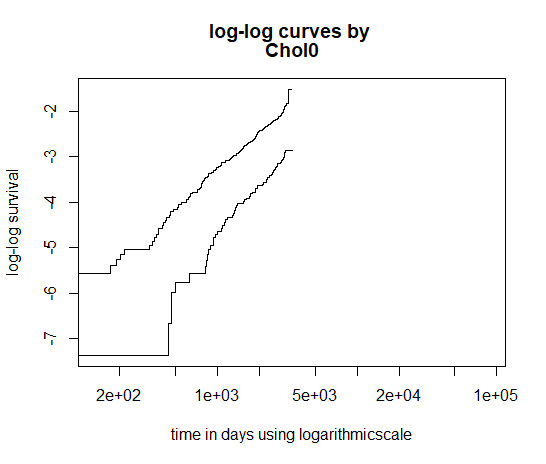 log-log curves by
Chol0
log-log survival
-2
-3
-4
-5
-6
-7
2e+02
1e+03
5e+03
2e+04
1e+05
time in days using logarithmicscale